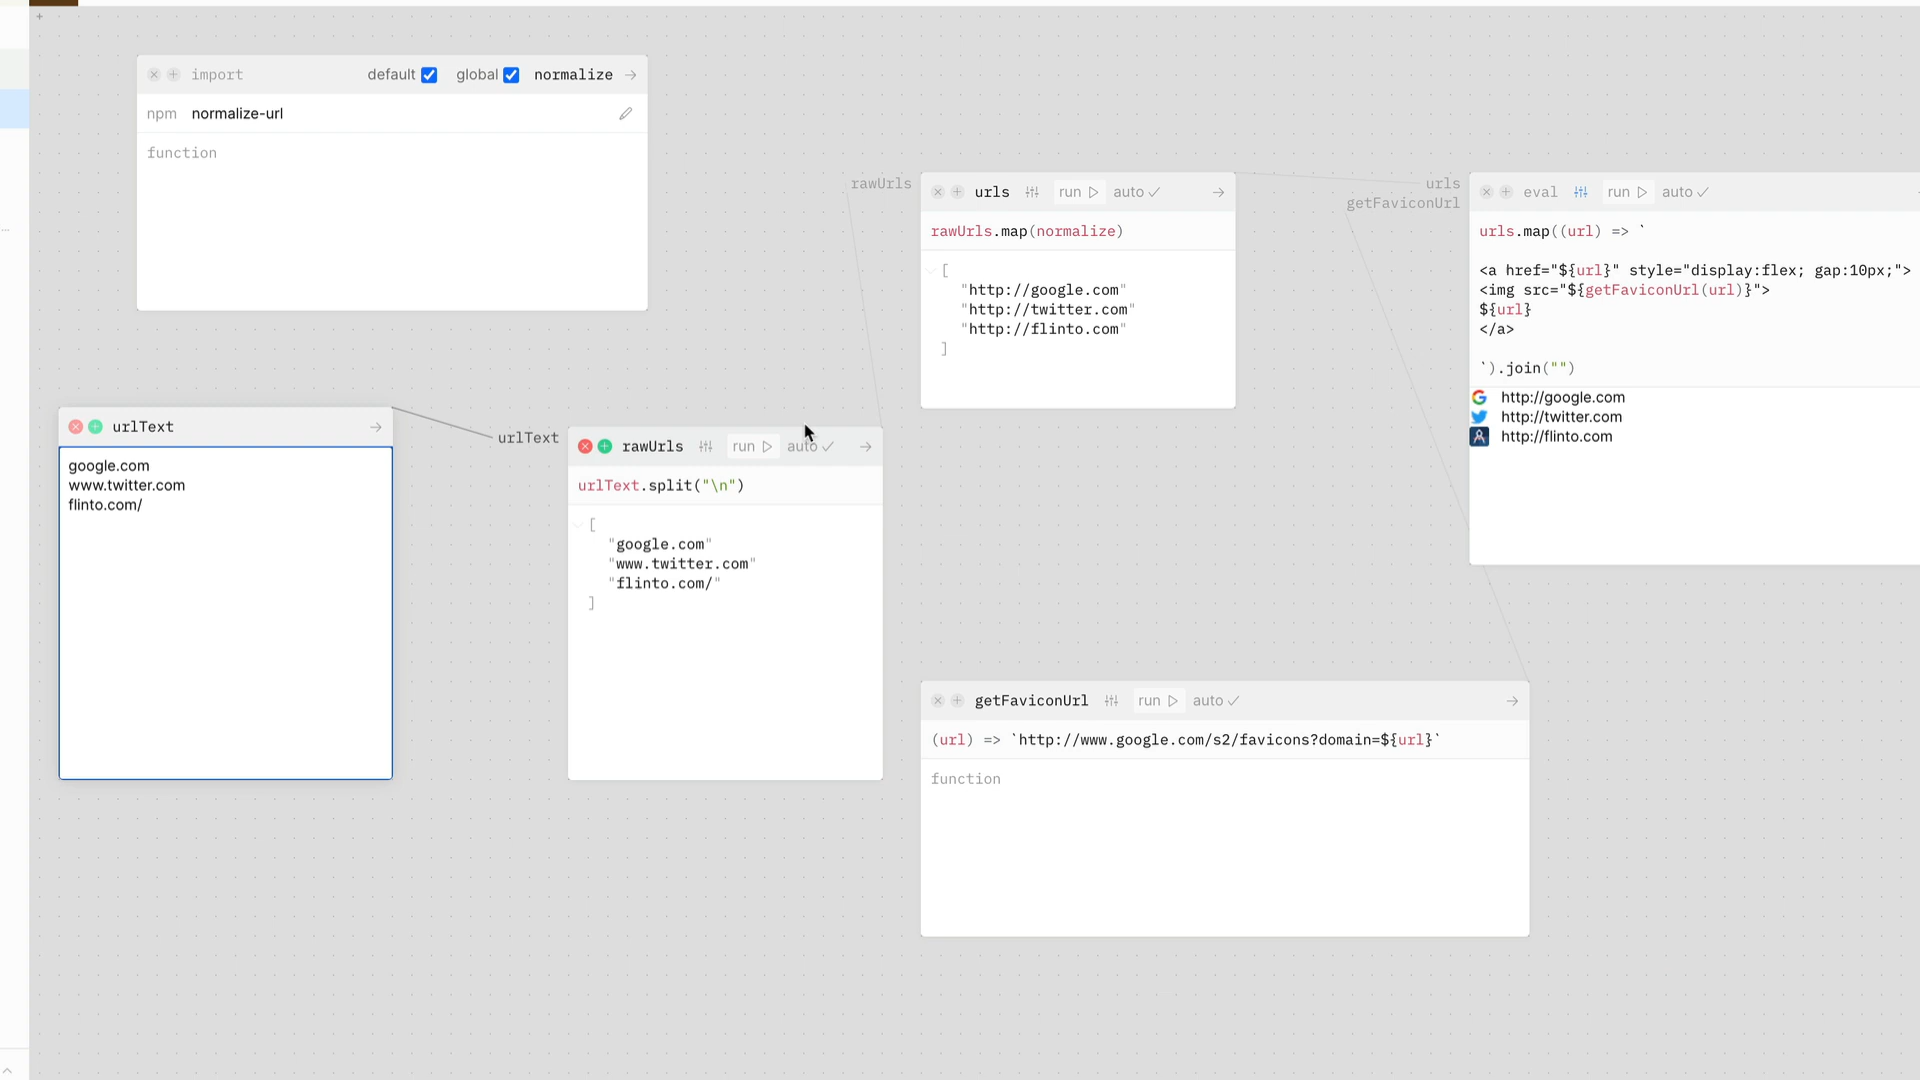 import default global normalize
npm normalize-url
function
urlText
google.com
www.twitter.com
flinto.com/
urlText
rawUrls run auto
urlText.split("\n")
[
"google.com"
"www.twitter.com"
"flinto.com/"
]
rawUrls
urls run auto
rawUrls.map(normalize)
[
"http://google.com"
"http://twitter.com"
"http://flinto.com"
]
getFaviconUrl run auto
(url) => `http://www.google.com/s2/favicons?domain=${url}`
function
urls
getFaviconUrl
eval run auto
urls.map((url) => `
<a href="${url}" style="display:flex; gap:10px;">
<img src="${getFaviconUrl(url)}">
${url}
</a>
`).join("")
http://google.com
http://twitter.com
http://flinto.com